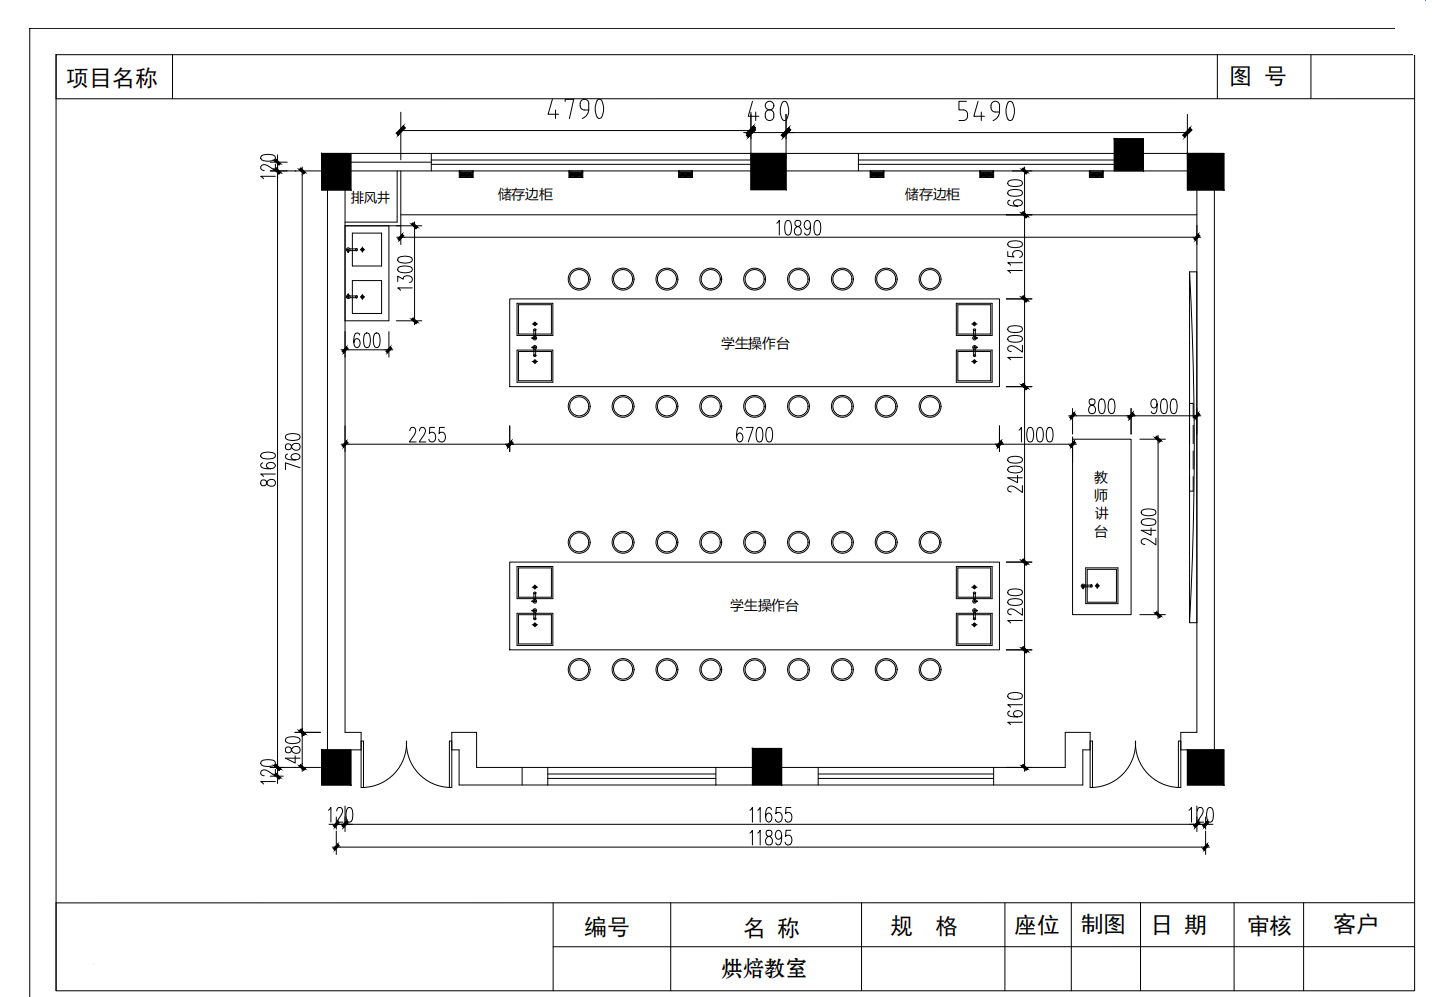 项目名称
图 号
4790
480
5490
120
排风井
储存边柜
储存边柜
600
10890
1150
1300
600
学生操作台
1200
800
900
2255
6700
1000
7680
8160
2400
教师讲台
2400
学生操作台
1200
1610
480
120
120
11655
120
11895
编号
名 称
规 格
座位
制图
日 期
审核
客户
烘焙教室